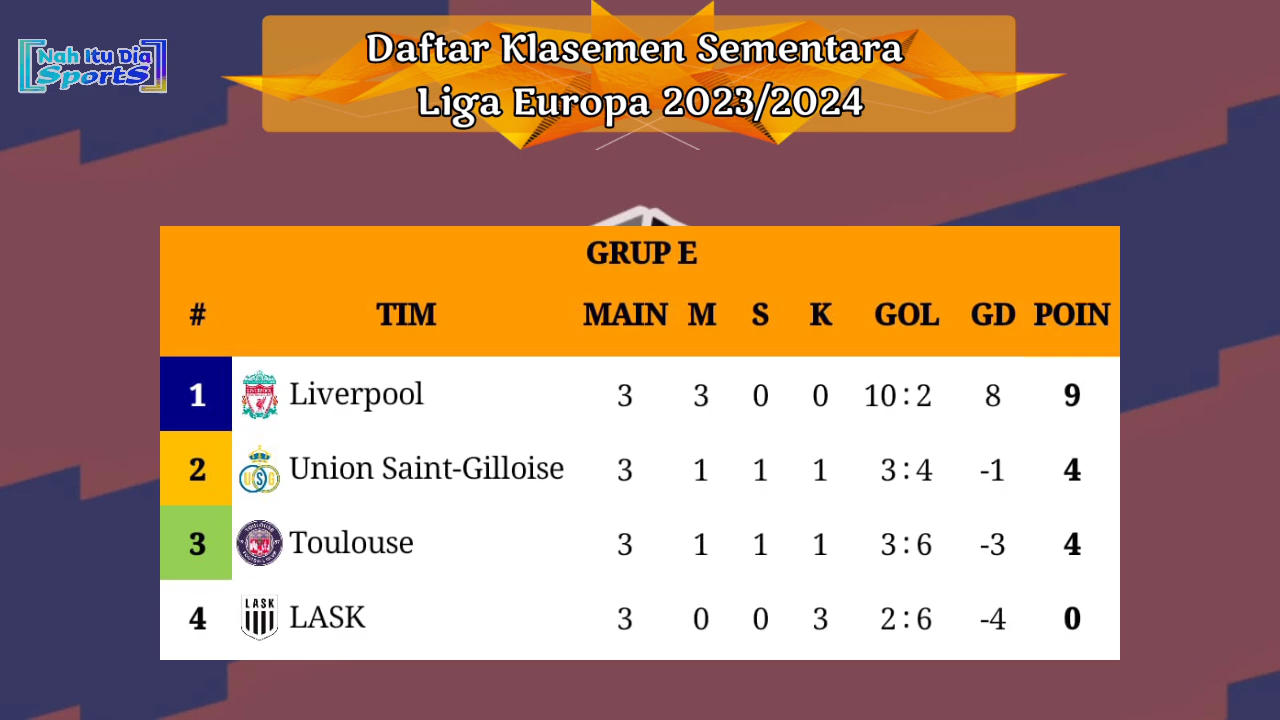 Nah Itu Dia
Sports
Daftar Klasemen Sementara
Liga Europa 2023/2024
GRUP E
# TIM MAIN M S K GOL GD POIN
1 Liverpool 3 3 0 0 10:2 8 9
2 USG Union Saint-Gilloise 3 1 1 1 3:4 -1 4
3 Toulouse 3 1 1 1 3:6 -3 4
4 LASK LASK 3 0 0 3 2:6 -4 0